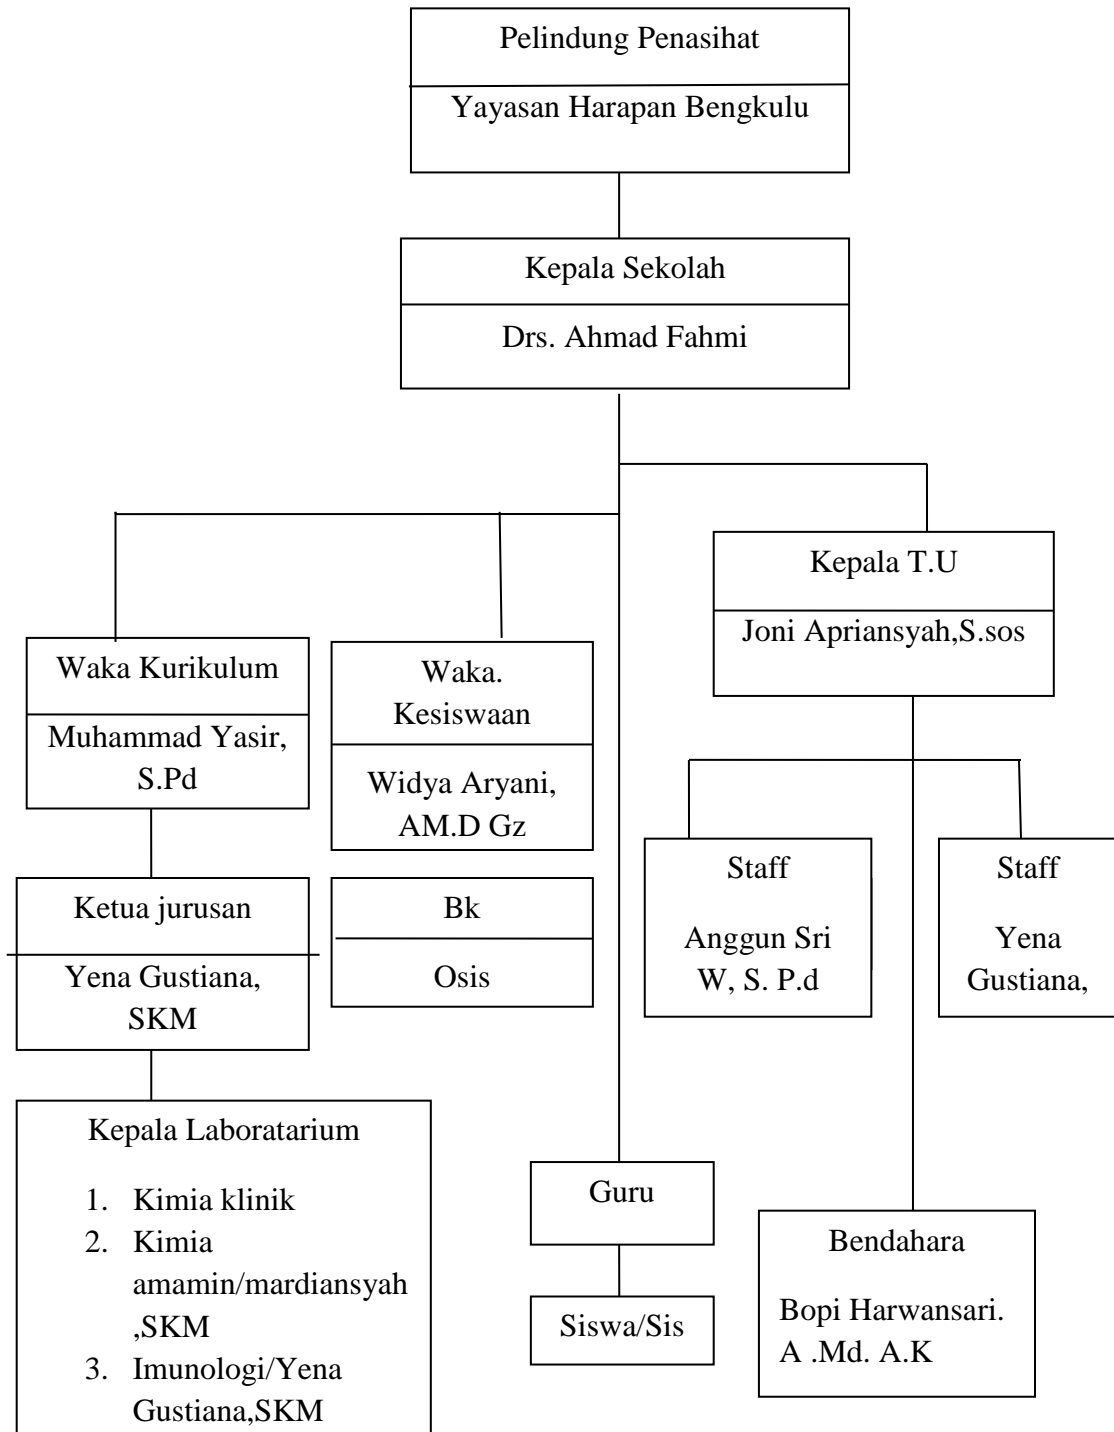 Pelindung Penasihat
Yayasan Harapan Bengkulu
Kepala Sekolah
Drs. Ahmad Fahmi
Kepala T.U
Joni Apriansyah,S.sos
Waka Kurikulum
Muhammad Yasir,
S.Pd
Waka.
Kesiswaan
Widya Aryani,
AM.D Gz
Staff
Anggun Sri
W, S. P.d
Staff
Yena
Gustiana,
Ketua jurusan
Yena Gustiana,
SKM
Bk
Osis
Kepala Laboratarium
1. Kimia klinik
2. Kimia
amamin/mardiansyah
,SKM
3. Imunologi/Yena
Gustiana,SKM
Guru
Siswa/Sis
Bendahara
Bopi Harwansari.
A .Md. A.K